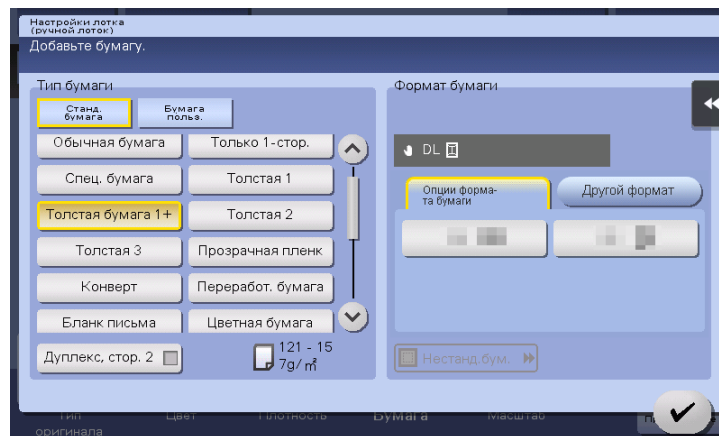 Настройки лотка
(ручной лоток)
Добавьте бумагу.
Тип бумаги
Станд.
бумага
Бумага
польз.
Обычная бумага
Только 1-стор.
Спец. бумага
Толстая 1
Толстая бумага 1+
Толстая 2
Толстая 3
Прозрачная пленк
Конверт
Переработ. бумага
Бланк письма
Цветная бумага
Дуплекс, стор. 2
121 - 15
7g/㎡
Формат бумаги
DL
Опции форма-
та бумаги
Другой формат
Нестанд.бум.
Тип
оригинала
Цвет
Плотность
Бумага
Масштаб